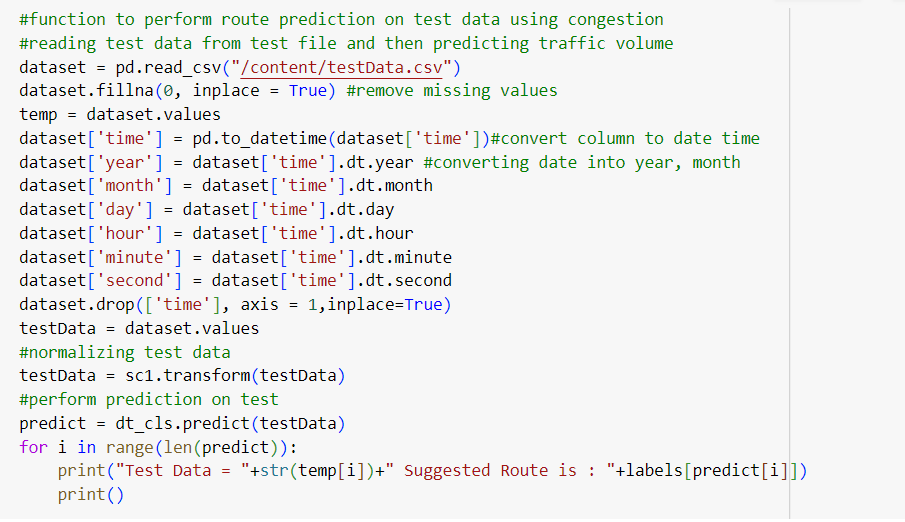 #function to perform route prediction on test data using congestion
#reading test data from test file and then predicting traffic volume
dataset = pd.read_csv("/content/testData.csv")
dataset.fillna(0, inplace = True) #remove missing values
temp = dataset.values
dataset['time'] = pd.to_datetime(dataset['time'])#convert column to date time
dataset['year'] = dataset['time'].dt.year #converting date into year, month
dataset['month'] = dataset['time'].dt.month
dataset['day'] = dataset['time'].dt.day
dataset['hour'] = dataset['time'].dt.hour
dataset['minute'] = dataset['time'].dt.minute
dataset['second'] = dataset['time'].dt.second
dataset.drop(['time'], axis = 1,inplace=True)
testData = dataset.values
#normalizing test data
testData = sc1.transform(testData)
#perform prediction on test
predict = dt_cls.predict(testData)
for i in range(len(predict)):
    print("Test Data = "+str(temp[i])+" Suggested Route is : "+labels[predict[i]])
    print()